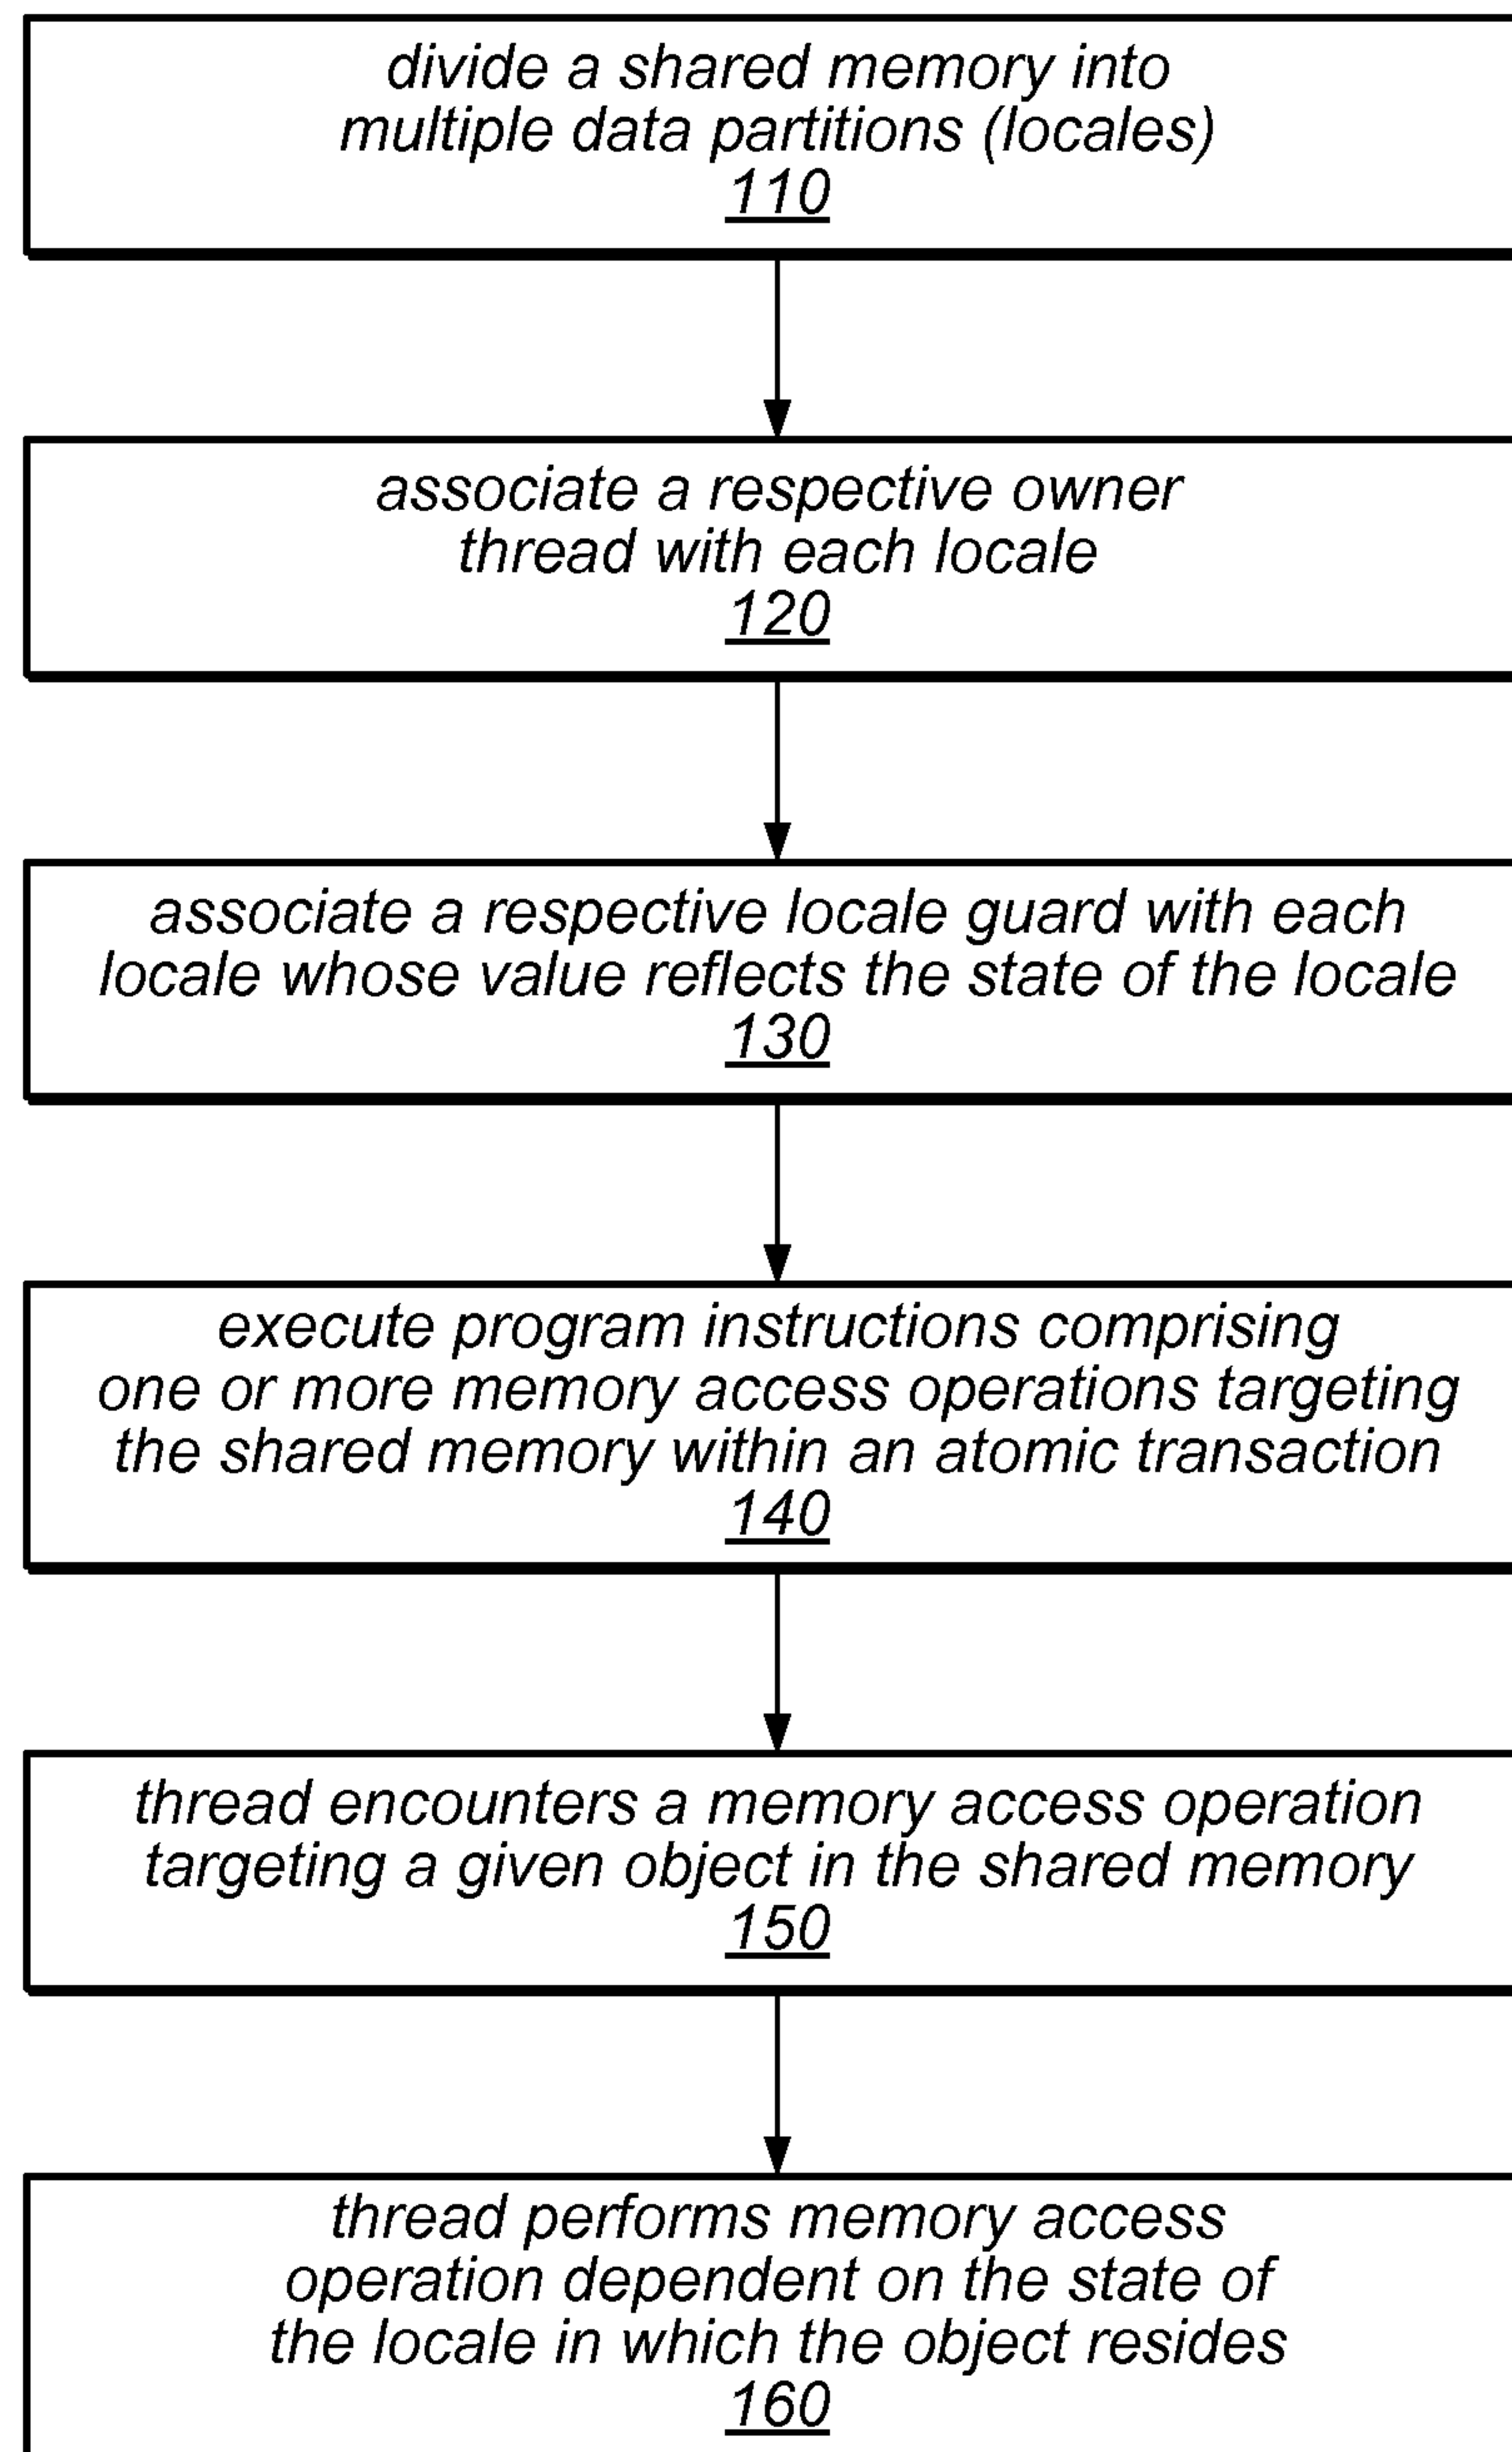 divide a shared memory into
multiple data partitions (locales)
110
associate a respective owner
thread with each locale
120
associate a respective locale guard with each
locale whose value reflects the state of the locale
130
execute program instructions comprising
one or more memory access operations targeting
the shared memory within an atomic transaction
140
thread encounters a memory access operation
targeting a given object in the shared memory
150
thread performs memory access
operation dependent on the state of
the locale in which the object resides
160